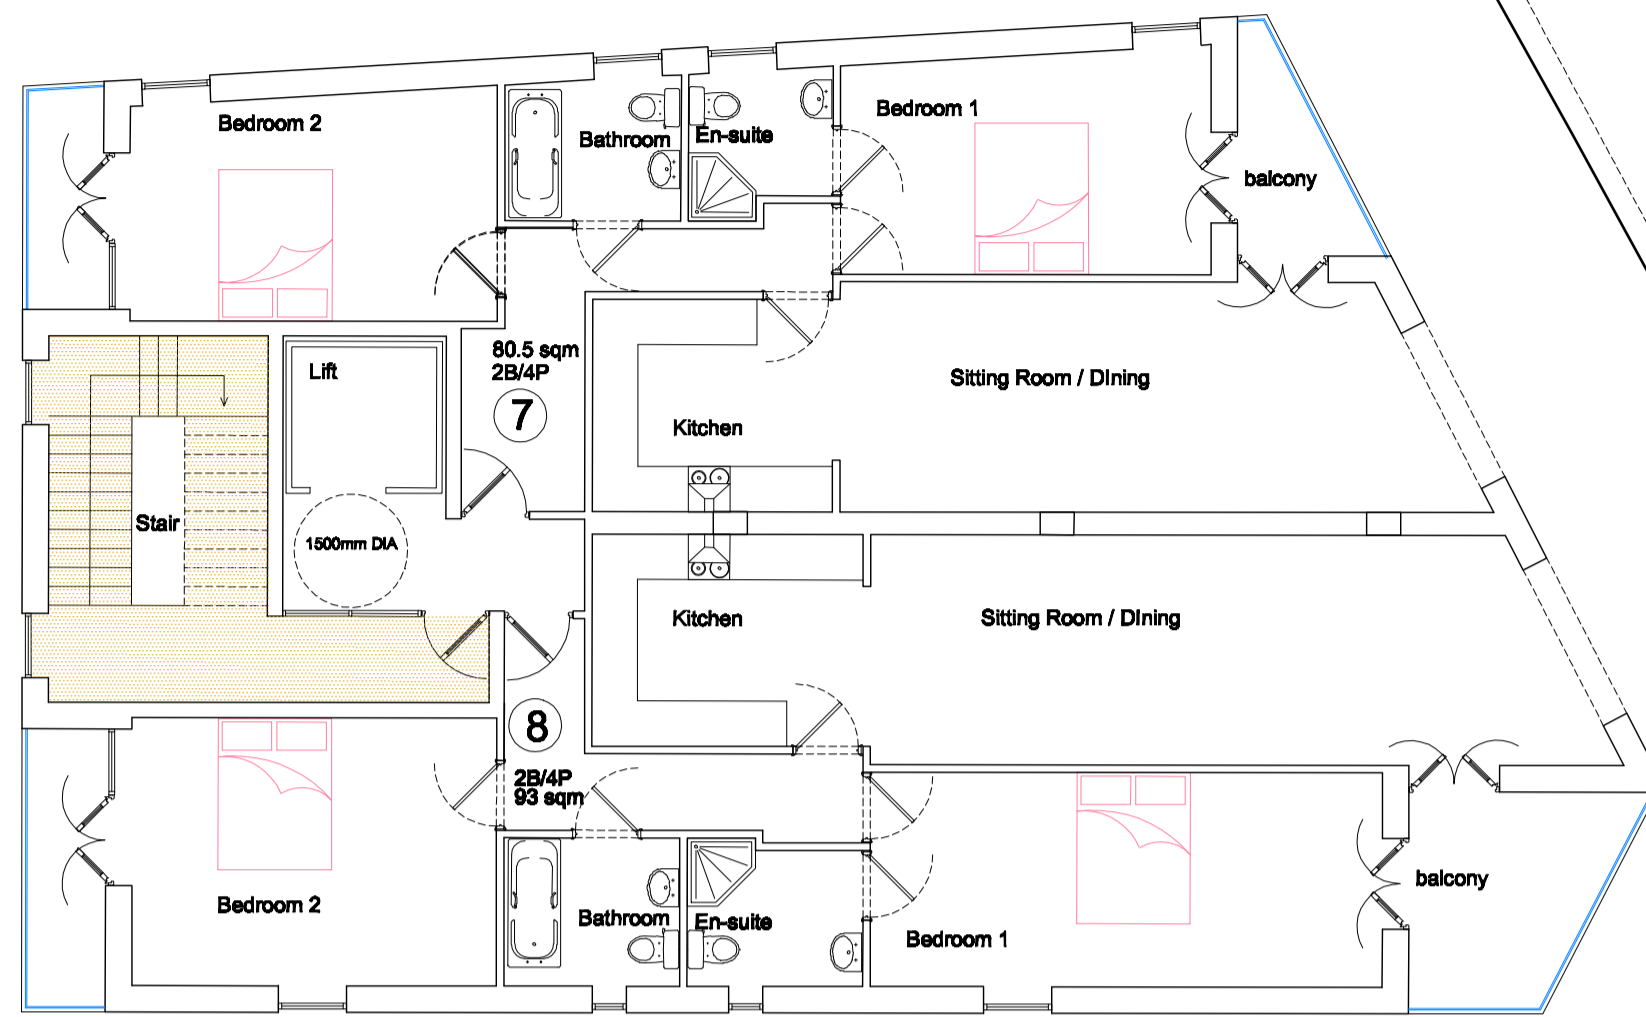 Bedroom 2
Bathroom
En-suite
Bedroom 1
balcony
80.5 sqm
2B/4P
7
Lift
Sitting Room / DIning
Kitchen
Stair
1500mm DIA
Kitchen
Sitting Room / DIning
8
2B/4P
93 sqm
Bedroom 2
Bathroom
En-suite
Bedroom 1
balcony